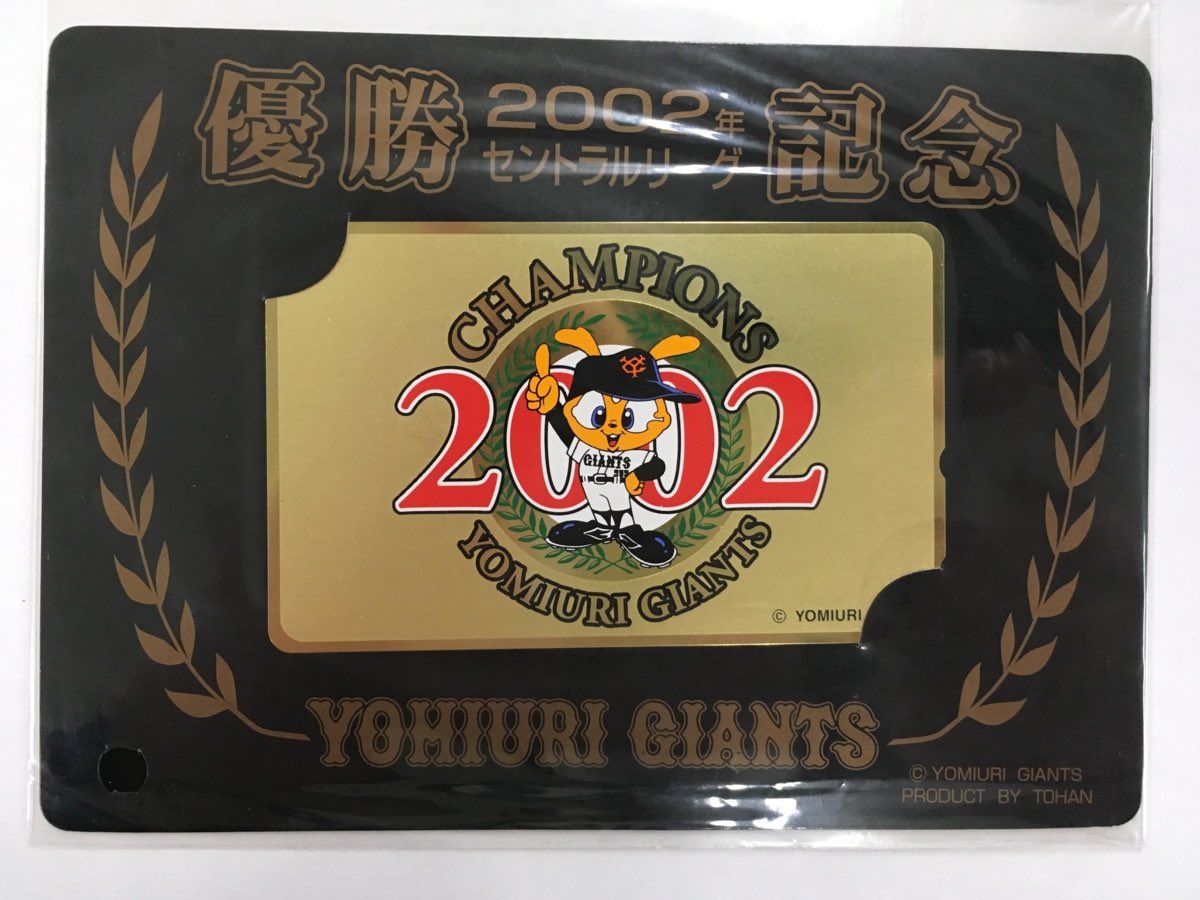 優勝 2002年 記念
セントラルリーグ
CHAMPIONS
2002
GIANTS
YOMIURI GIANTS
© YOMIURI
YOMIURI GIANTS
© YOMIURI GIANTS
PRODUCT BY TOHAN